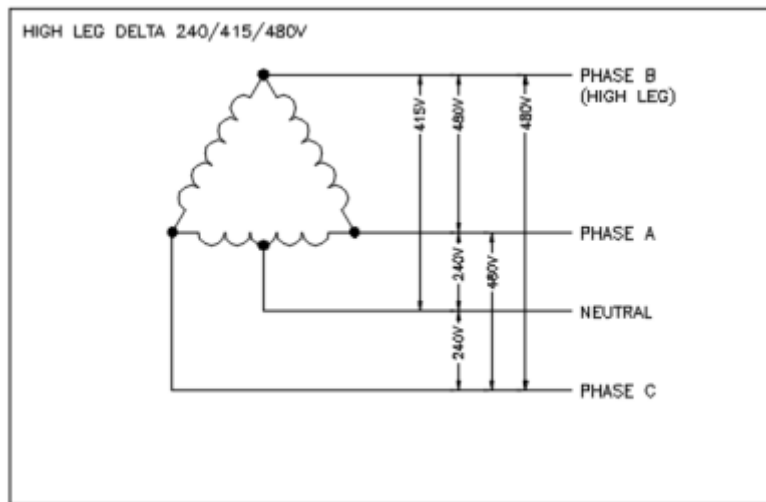 HIGH LEG DELTA 240/415/480V
PHASE B
(HIGH LEG)
415V
480V
480V
PHASE A
240V
480V
NEUTRAL
240V
PHASE C